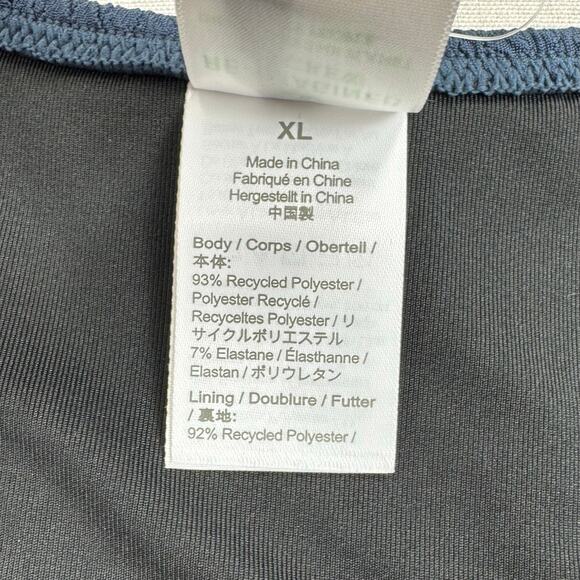 XL
Made in China
Fabriqué en Chine
Hergestellt in China
中国製
Body / Corps / Oberteil /
本体:
93% Recycled Polyester /
Polyester Recyclé /
Recyceltes Polyester / リ
サイクルポリエステル
7% Elastane / Élasthanne /
Elastan / ポリウレタン
Lining / Doublure / Futter
/ 裏地:
92% Recycled Polyester /